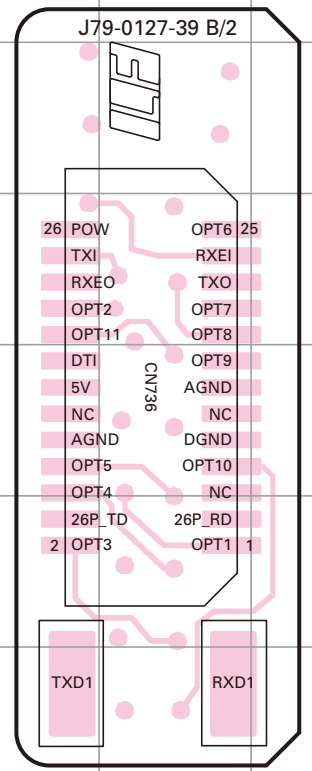 J79-0127-39 B/2
26 POW OPT6 25
TXI RXEI
RXEO TXO
OPT2 OPT7
OPT11 OPT8
DTI OPT9
5V AGND
NC NC
AGND DGND
OPT5 OPT10
OPT4 NC
26P_TD 26P_RD
2 OPT3 OPT1 1
CN736
TXD1 RXD1